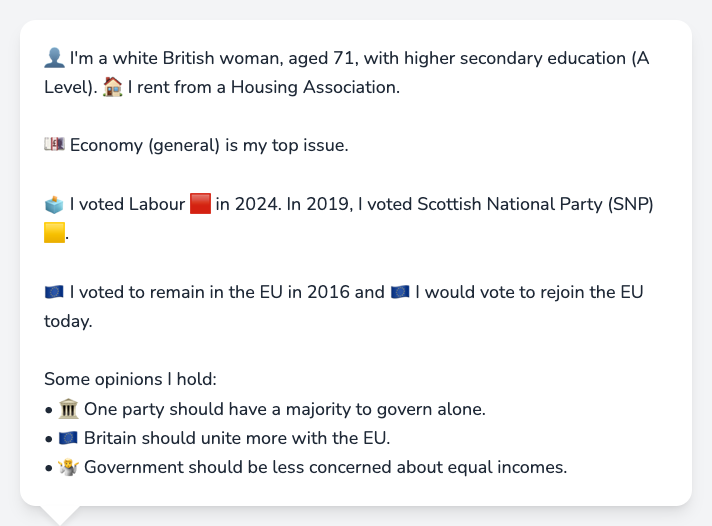 👤 I'm a white British woman, aged 71, with higher secondary education (A
Level). 🏠 I rent from a Housing Association.
💷 Economy (general) is my top issue.
🗳️ I voted Labour 🟥 in 2024. In 2019, I voted Scottish National Party (SNP)
🟨.
🇪🇺 I voted to remain in the EU in 2016 and 🇪🇺 I would vote to rejoin the EU
today.
Some opinions I hold:
• 🏛️ One party should have a majority to govern alone.
• 🇪🇺 Britain should unite more with the EU.
• 🤷 Government should be less concerned about equal incomes.